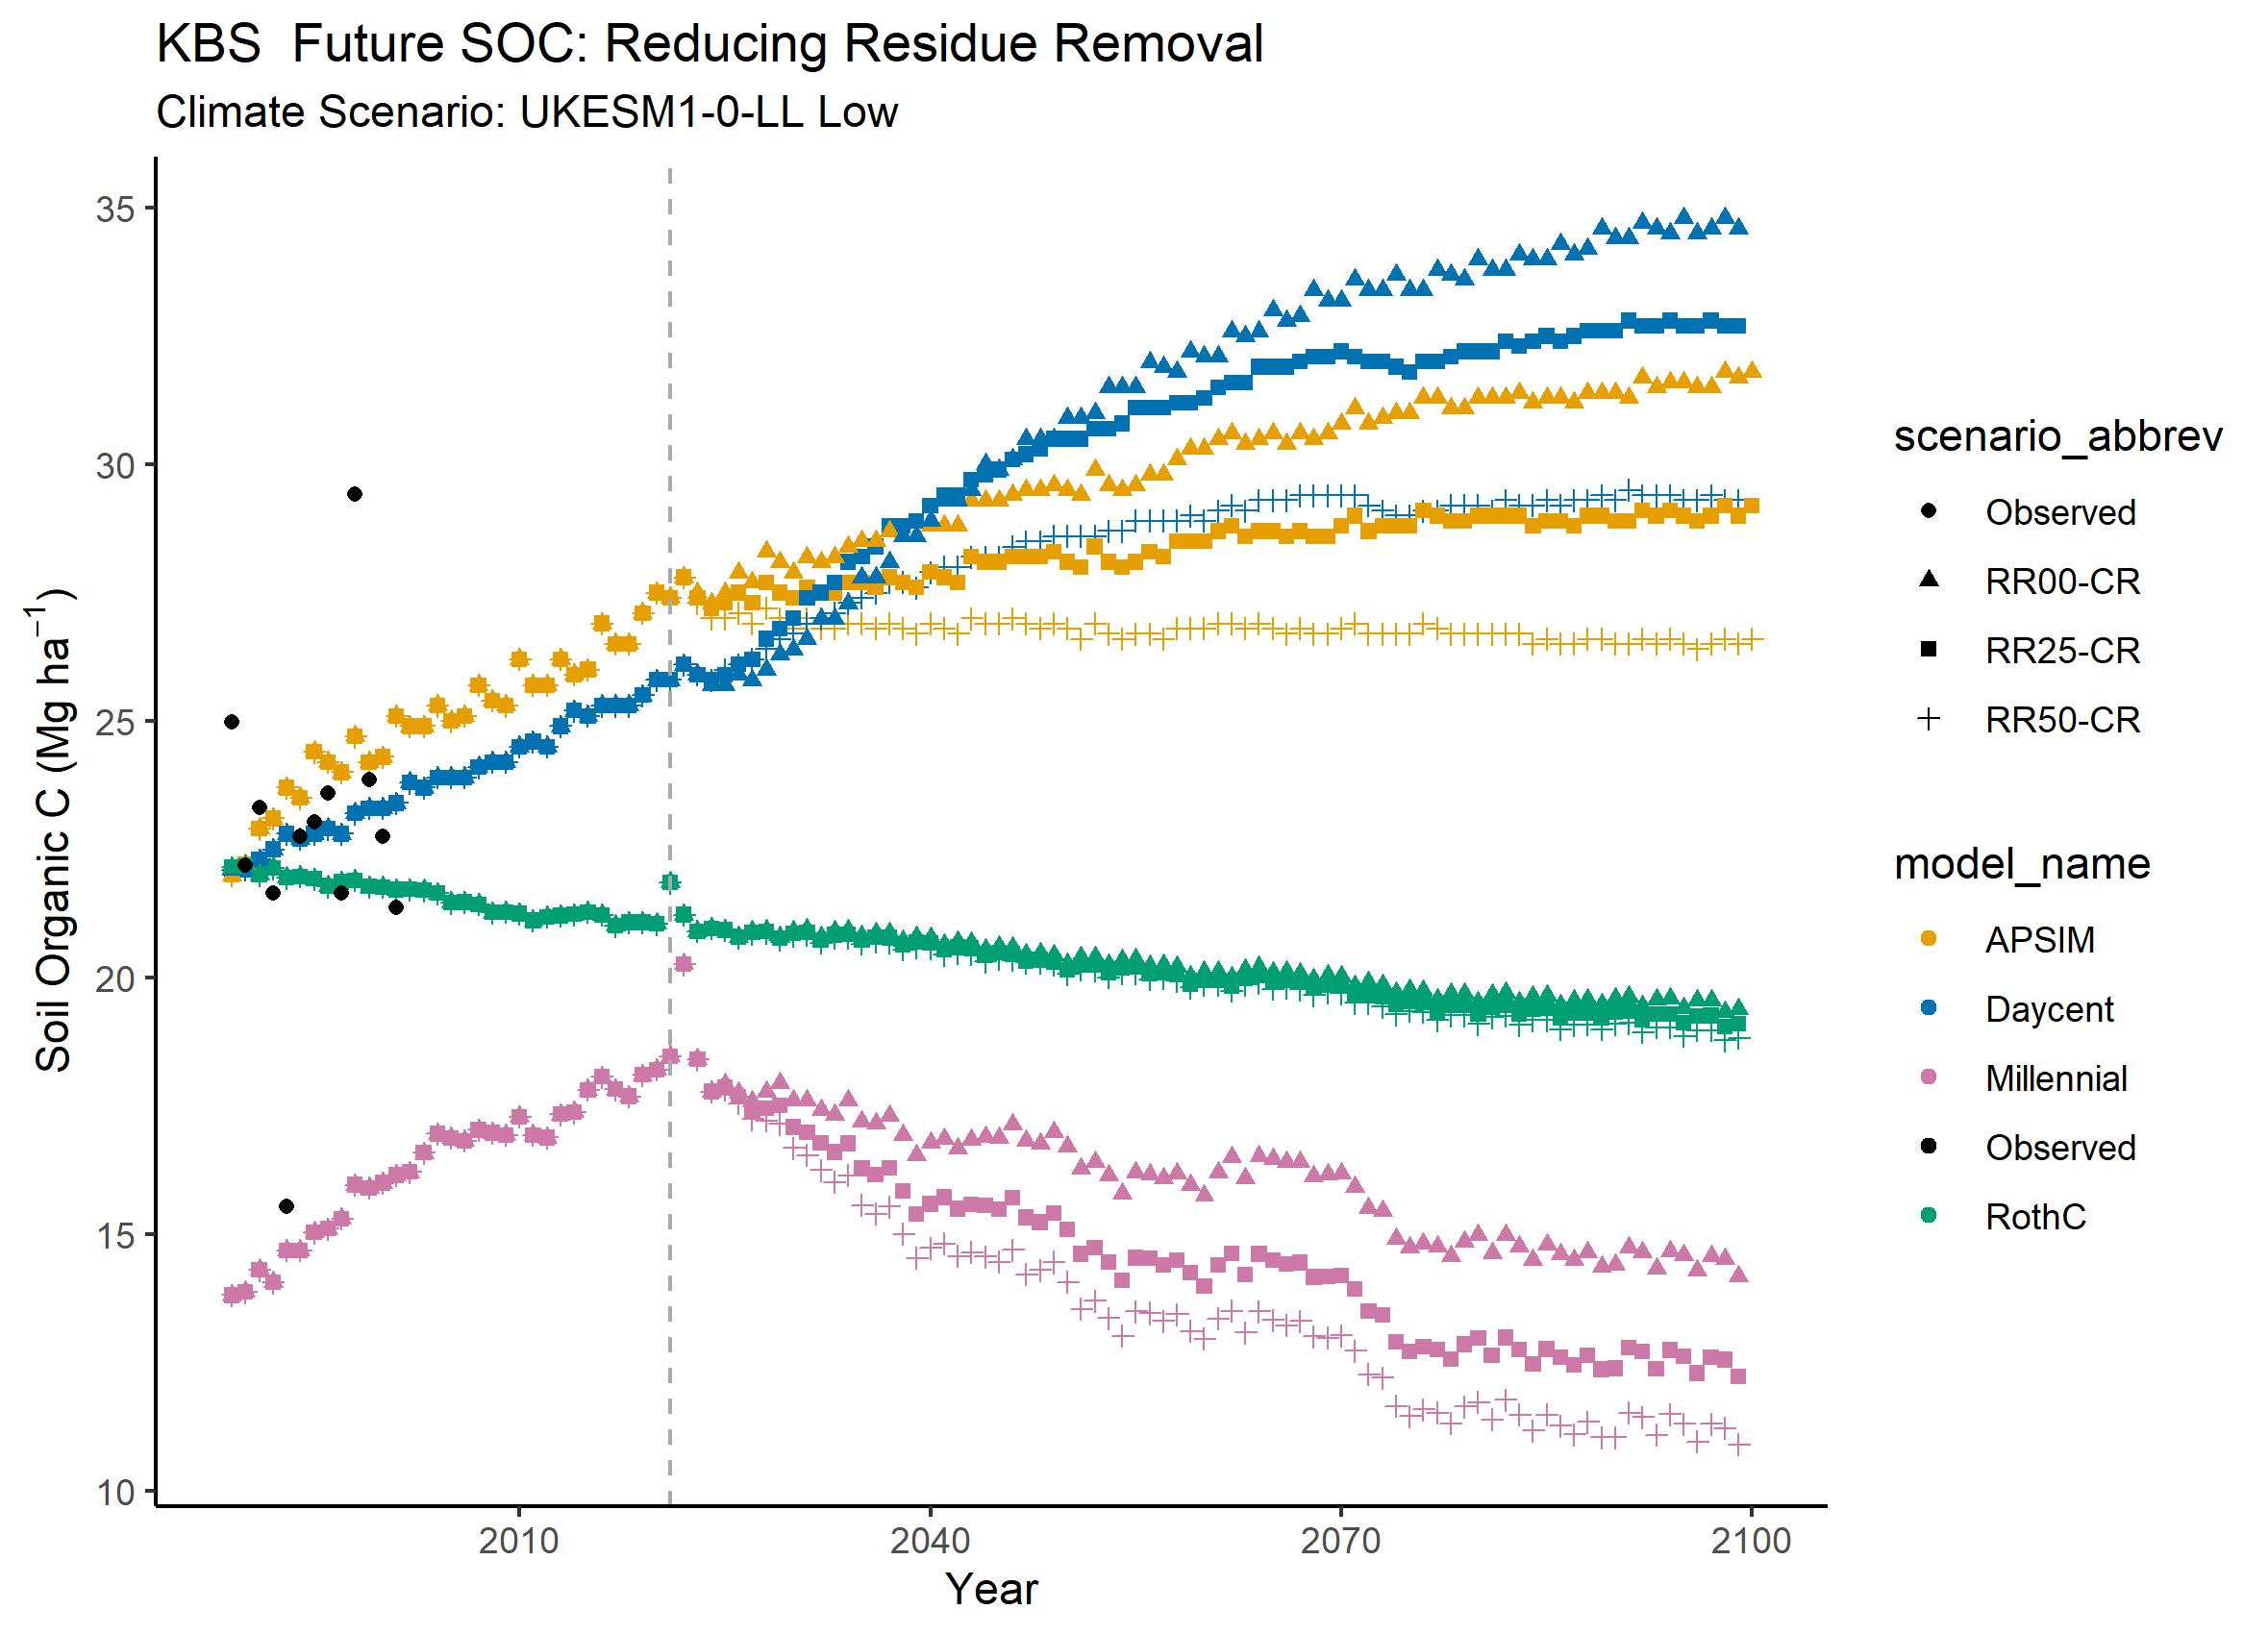 KBS  Future SOC: Reducing Residue Removal
Climate Scenario: UKESM1-0-LL Low
Soil Organic C (Mg ha⁻¹)
35
30
25
20
15
10
2010
2040
2070
2100
Year
scenario_abbrev
Observed
RR00-CR
RR25-CR
RR50-CR
model_name
APSIM
Daycent
Millennial
Observed
RothC